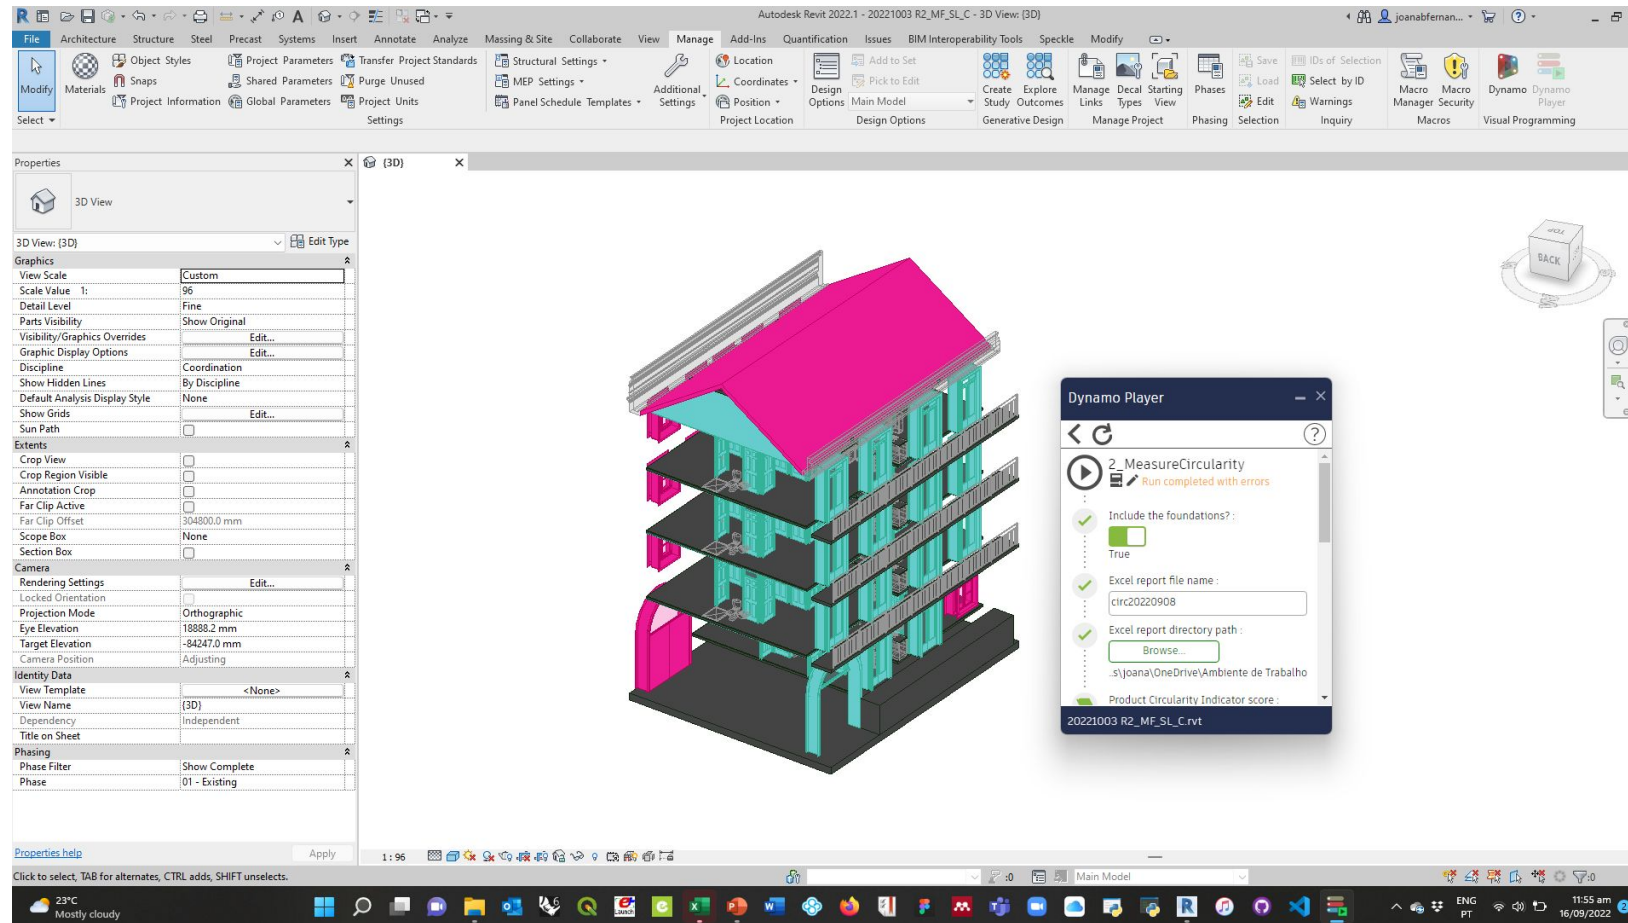 Autodesk Revit 2022.1 - 20221003 R2_MF_SL_C - 3D View: {3D}
joanabfernan...
File Architecture Structure Steel Precast Systems Insert Annotate Analyze Massing & Site Collaborate View Manage Add-Ins Quantification Issues BIM Interoperability Tools Speckle Modify
Modify
Materials
Object Styles
Snaps
Project Information
Project Parameters
Shared Parameters
Global Parameters
Transfer Project Standards
Purge Unused
Project Units
Structural Settings
MEP Settings
Panel Schedule Templates
Additional Settings
Location
Coordinates
Position
Design Options
Add to Set
Pick to Edit
Main Model
Create Study
Explore Outcomes
Manage Links
Decal Types
Starting View
Phases
Save
Load
Edit
IDs of Selection
Select by ID
Warnings
Macro Manager
Macro Security
Dynamo
Dynamo Player
Select Settings Project Location Design Options Generative Design Manage Project Phasing Selection Inquiry Macros Visual Programming
Properties
{3D}
3D View
3D View: {3D} Edit Type
Graphics
View Scale Custom
Scale Value 1: 96
Detail Level Fine
Parts Visibility Show Original
Visibility/Graphics Overrides Edit...
Graphic Display Options Edit...
Discipline Coordination
Show Hidden Lines By Discipline
Default Analysis Display Style None
Show Grids Edit...
Sun Path
Extents
Crop View
Crop Region Visible
Annotation Crop
Far Clip Active
Far Clip Offset 304800.0 mm
Scope Box None
Section Box
Camera
Rendering Settings Edit...
Locked Orientation
Projection Mode Orthographic
Eye Elevation 18888.2 mm
Target Elevation -84247.0 mm
Camera Position Adjusting
Identity Data
View Template <None>
View Name {3D}
Dependency Independent
Title on Sheet
Phasing
Phase Filter Show Complete
Phase 01 - Existing
Properties help Apply
TOP
BACK
Dynamo Player
2_MeasureCircularity
Run completed with errors
Include the foundations? :
True
Excel report file name :
circ20220908
Excel report directory path :
Browse...
..s\joana\OneDrive\Ambiente de Trabalho
Product Circularity Indicator score :
20221003 R2_MF_SL_C.rvt
1 : 96
Click to select, TAB for alternates, CTRL adds, SHIFT unselects.
:0
Main Model
:0
23°C
Mostly cloudy
ENG
PT
11:55 am
16/09/2022